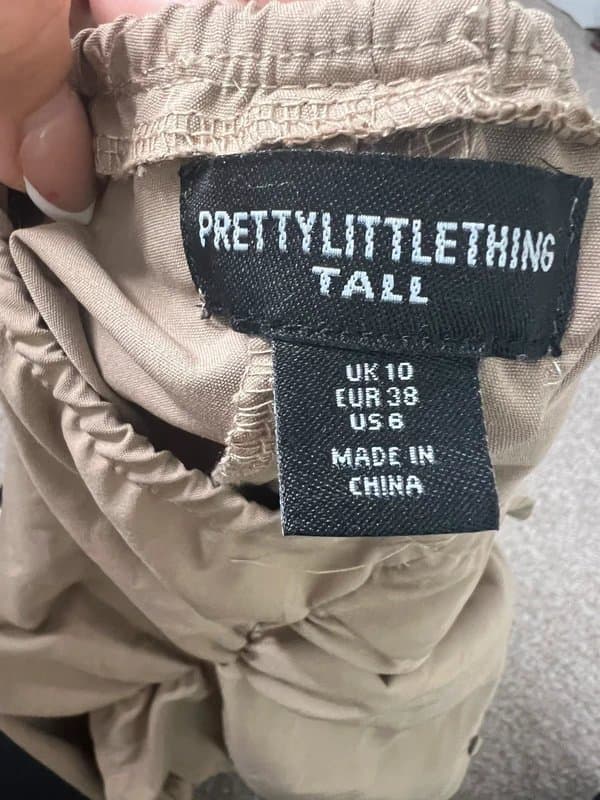 PRETTYLITTLETHING
TALL
UK 10
EUR 38
US 6
MADE IN
CHINA